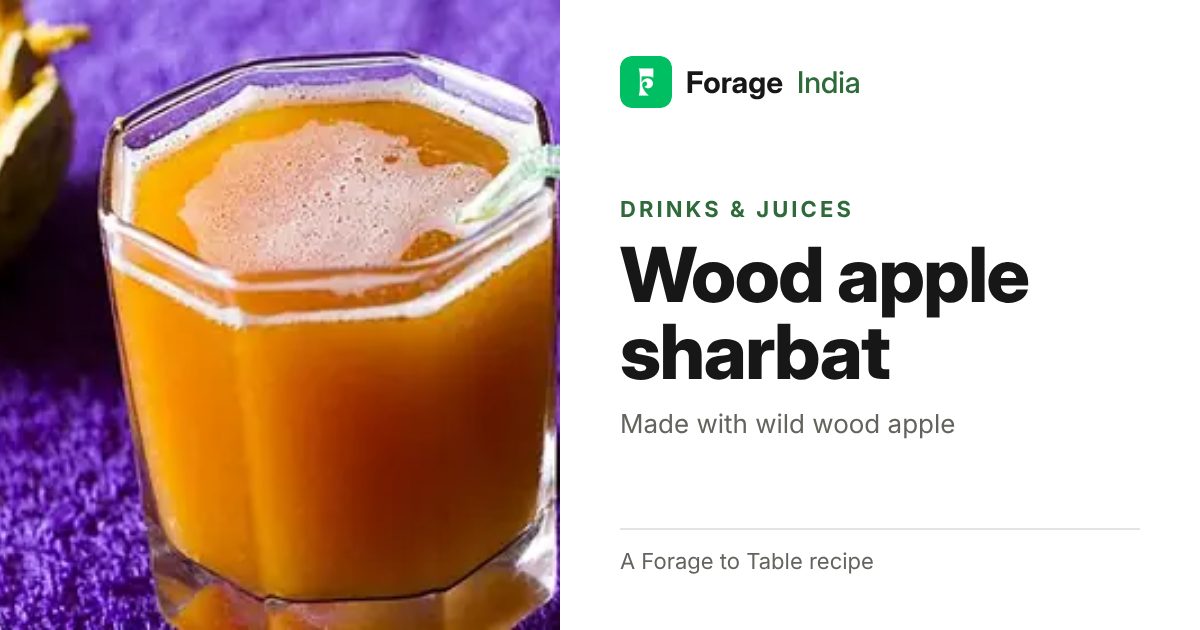 Forage India
DRINKS & JUICES
Wood apple
sharbat
Made with wild wood apple
A Forage to Table recipe